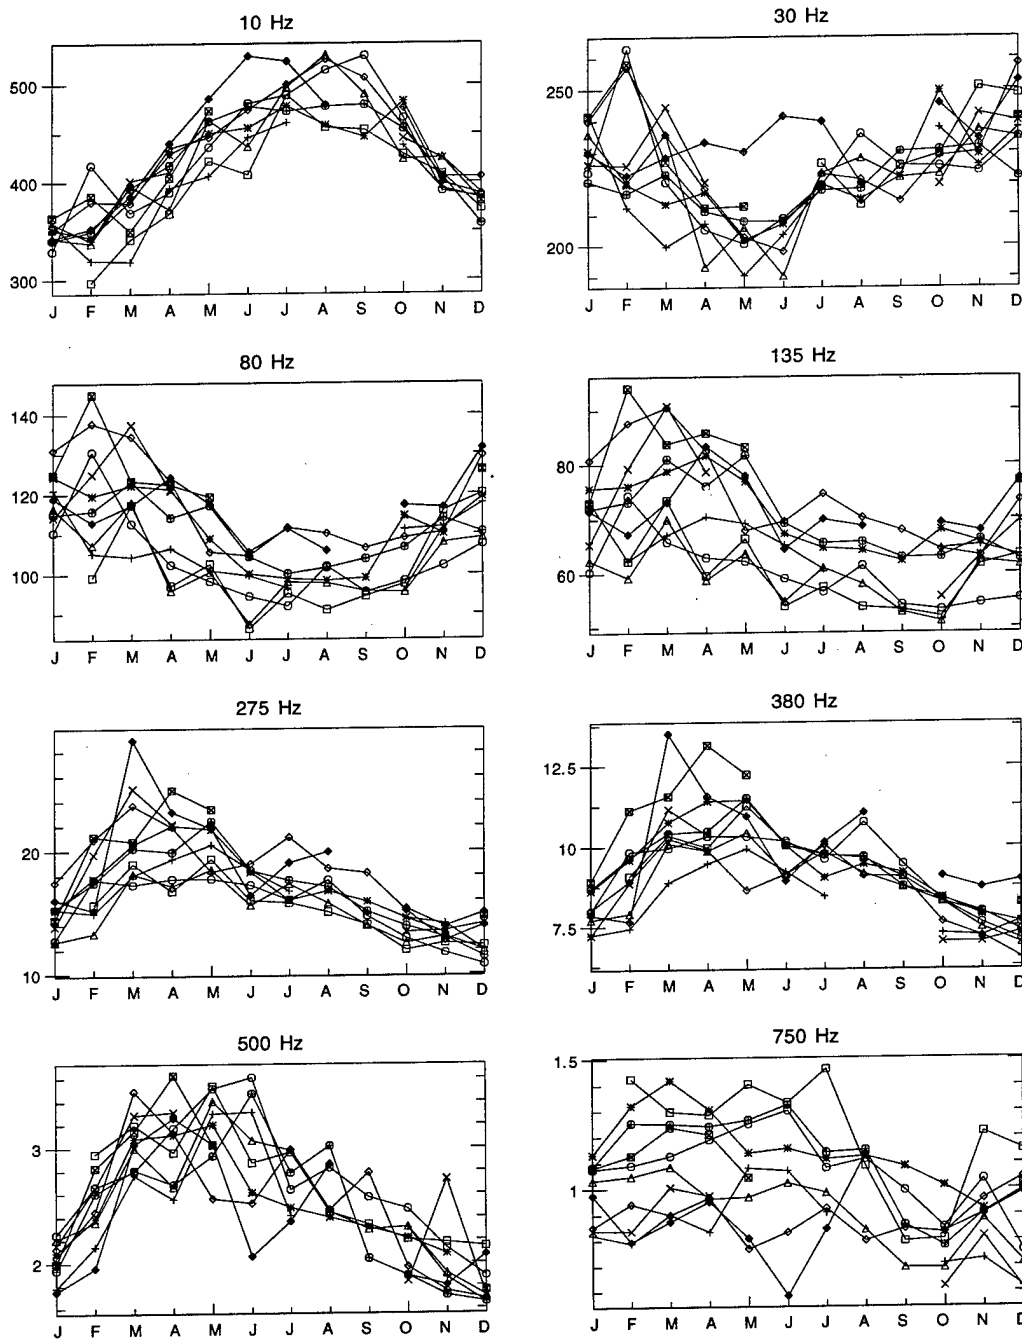 10 Hz
500
400
300
J F M A M J J A S O N D
30 Hz
250
200
J F M A M J J A S O N D
80 Hz
140
120
100
J F M A M J J A S O N D
135 Hz
80
60
J F M A M J J A S O N D
275 Hz
20
10
J F M A M J J A S O N D
380 Hz
12.5
10
7.5
J F M A M J J A S O N D
500 Hz
3
2
J F M A M J J A S O N D
750 Hz
1.5
1
J F M A M J J A S O N D